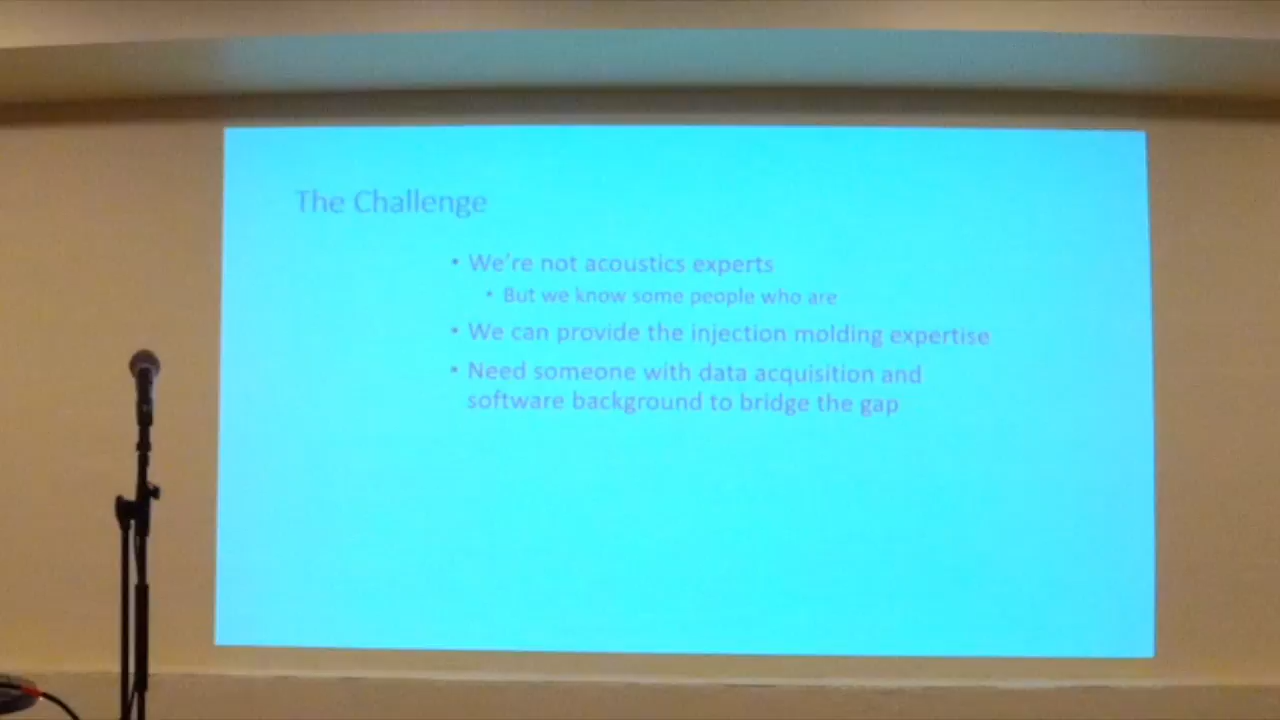 The Challenge
• We're not acoustics experts
• But we know some people who are
• We can provide the injection molding expertise
• Need someone with data acquisition and
software background to bridge the gap